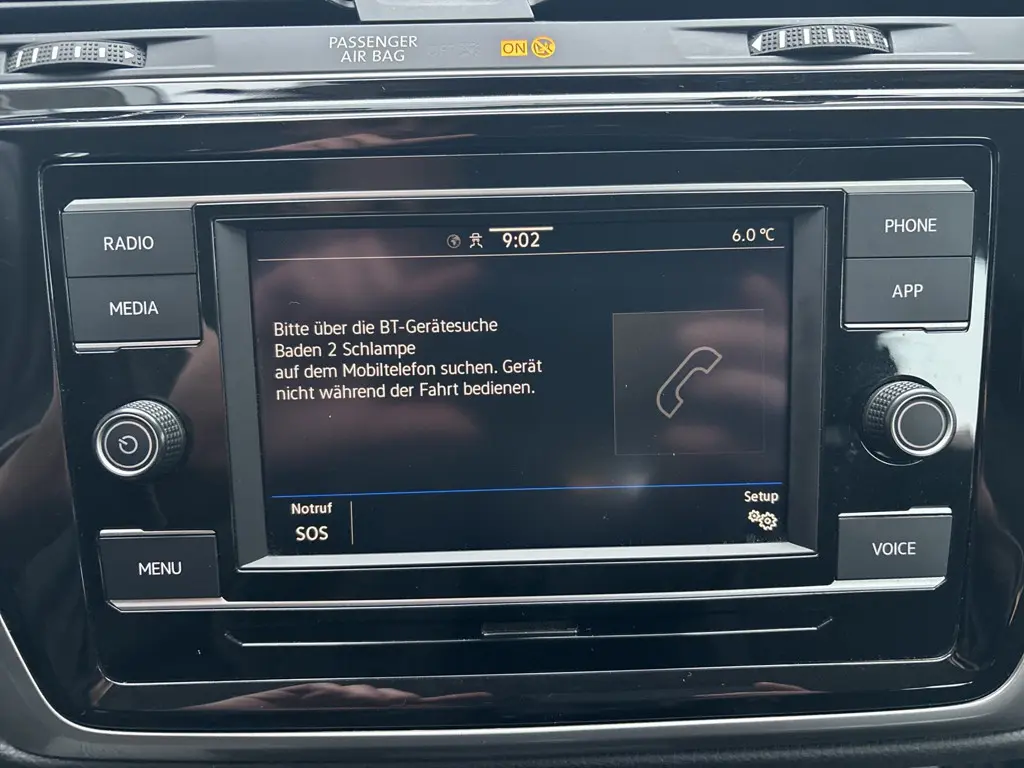 PASSENGER
AIR BAG
ON
RADIO
MEDIA
MENU
9:02
6.0 °C
Bitte über die BT-Gerätesuche
Baden 2 Schlampe
auf dem Mobiltelefon suchen. Gerät
nicht während der Fahrt bedienen.
Notruf
SOS
Setup
PHONE
APP
VOICE